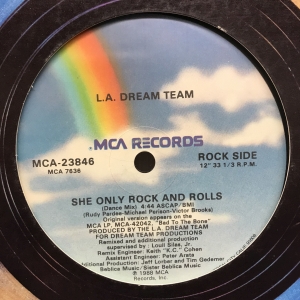 L.A. DREAM TEAM
MCA RECORDS
MCA-23846
MCA 7636
ROCK SIDE
12" 33 1/3 R.P.M.
SHE ONLY ROCK AND ROLLS
(Dance Mix) 4:44 ASCAP/BMI
(Rudy Pardee-Michael Parison-Victor Brooks)
Original version appears on the
MCA LP, MCA-42042, "Bad To The Bone"
PRODUCED BY THE L.A. DREAM TEAM
FOR DREAM TEAM PRODUCTIONS
Remixed and additional production
supervised by: Louil Silas, Jr.
Remix Engineer: Keith "K.C." Cohen
Assistant Engineer: Peter Arata
Additional Production: Jeff Lorber and Tim Gedemer
Beblica Music/Sister Beblica Music
℗ 1988 MCA
Records, Inc.